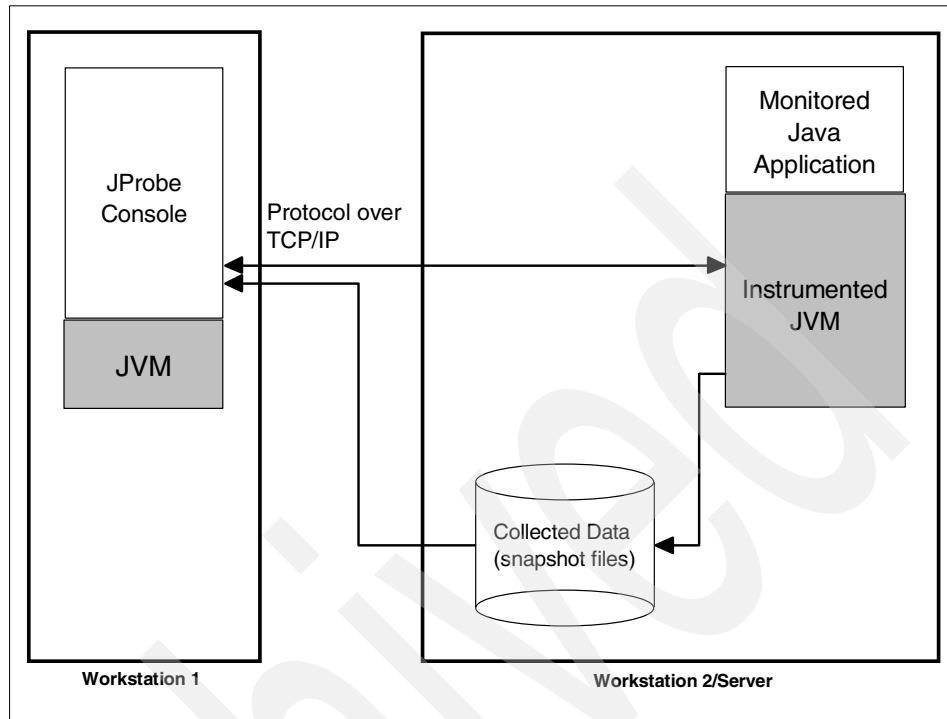 JProbe
Console
JVM
Protocol over
TCP/IP
Monitored
Java
Application
Instrumented
JVM
Collected Data
(snapshot files)
Workstation 1
Workstation 2/Server
hived